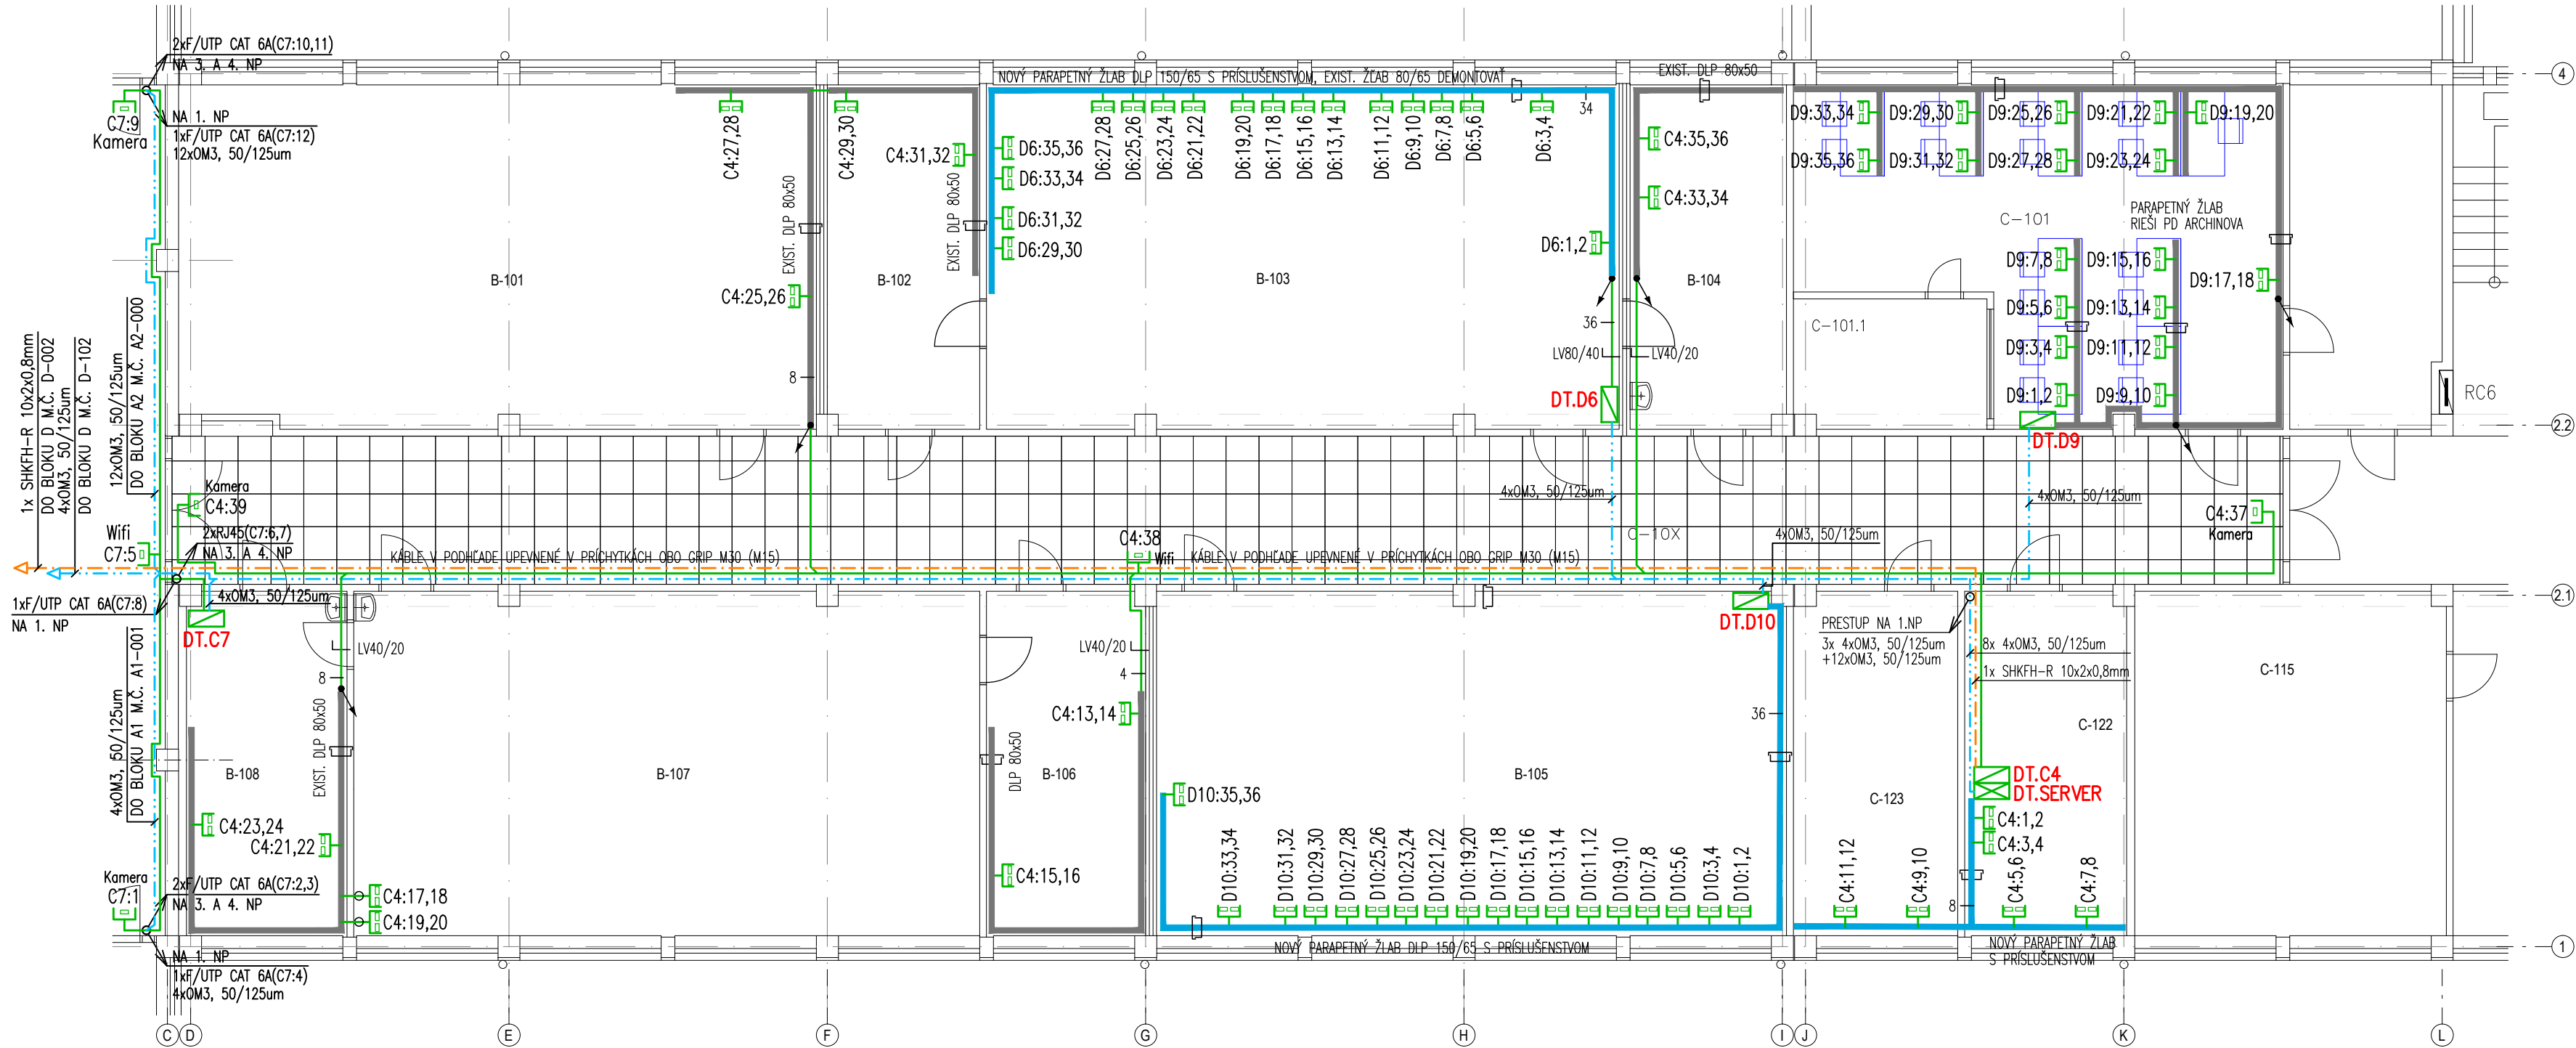 2xF/UTP CAT 6A(C7:10,11)
NA 3. A 4. NP
C7:9
Kamera
NA 1. NP
1xF/UTP CAT 6A(C7:12)
12xOM3, 50/125um
C4:27,28
C4:29,30
C4:31,32
EXIST. DLP 80x50
EXIST. DLP 80x50
C4:25,26
B-101
B-102
8
NOVÝ PARAPETNÝ ŽLAB DLP 150/65 S PRÍSLUŠENSTVOM, EXIST. ŽĽAB 80/65 DEMONTOVAŤ
D6:35,36
D6:33,34
D6:31,32
D6:29,30
D6:27,28
D6:25,26
D6:23,24
D6:21,22
D6:19,20
D6:17,18
D6:15,16
D6:13,14
D6:11,12
D6:9,10
D6:7,8
D6:5,6
D6:3,4
34
D6:1,2
B-103
36
LV80/40
LV40/20
DT.D6
EXIST. DLP 80x50
C4:35,36
C4:33,34
B-104
D9:33,34
D9:29,30
D9:25,26
D9:21,22
D9:19,20
D9:35,36
D9:31,32
D9:27,28
D9:23,24
C-101
PARAPETNÝ ŽLAB
RIEŠI PD ARCHINOVA
D9:7,8
D9:15,16
D9:17,18
D9:5,6
D9:13,14
C-101.1
D9:3,4
D9:11,12
D9:1,2
D9:9,10
DT.D9
RC6
4
2.2
2.1
1
1x SHKFH-R 10x2x0,8mm
DO BLOKU D M.Č. D-002
4xOM3, 50/125um
DO BLOKU D M.Č. D-102
12xOM3, 50/125um
DO BLOKU A2 M.Č. A2-000
Kamera
C4:39
Wifi
C7:5
2xRJ45(C7:6,7)
NA 3. A 4. NP
KÁBLE V PODHĽADE UPEVNENÉ V PRÍCHYTKÁCH OBO GRIP M30 (M15)
C4:38
Wifi
KÁBLE V PODHĽADE UPEVNENÉ V PRÍCHYTKÁCH OBO GRIP M30 (M15)
4xOM3, 50/125um
C-10X
4xOM3, 50/125um
4xOM3, 50/125um
C4:37
Kamera
1xF/UTP CAT 6A(C7:8)
NA 1. NP
4xOM3, 50/125um
DT.C7
4xOM3, 50/125um
DO BLOKU A1 M.Č. A1-001
LV40/20
8
EXIST. DLP 80x50
B-108
C4:23,24
C4:21,22
Kamera
C7:1
2xF/UTP CAT 6A(C7:2,3)
NA 3. A 4. NP
C4:17,18
C4:19,20
NA 1. NP
1xF/UTP CAT 6A(C7:4)
4xOM3, 50/125um
B-107
LV40/20
4
C4:13,14
DLP 80x50
B-106
C4:15,16
DT.D10
36
B-105
D10:35,36
D10:33,34
D10:31,32
D10:29,30
D10:27,28
D10:25,26
D10:23,24
D10:21,22
D10:19,20
D10:17,18
D10:15,16
D10:13,14
D10:11,12
D10:9,10
D10:7,8
D10:5,6
D10:3,4
D10:1,2
NOVÝ PARAPETNÝ ŽLAB DLP 150/65 S PRÍSLUŠENSTVOM
PRESTUP NA 1.NP
3x 4xOM3, 50/125um
+12xOM3, 50/125um
8x 4xOM3, 50/125um
1x SHKFH-R 10x2x0,8mm
C-115
C-122
DT.C4
DT.SERVER
C-123
C4:1,2
C4:3,4
C4:11,12
C4:9,10
8
C4:5,6
C4:7,8
NOVÝ PARAPETNÝ ŽLAB
S PRÍSLUŠENSTVOM
C
D
E
F
G
H
I
J
K
L